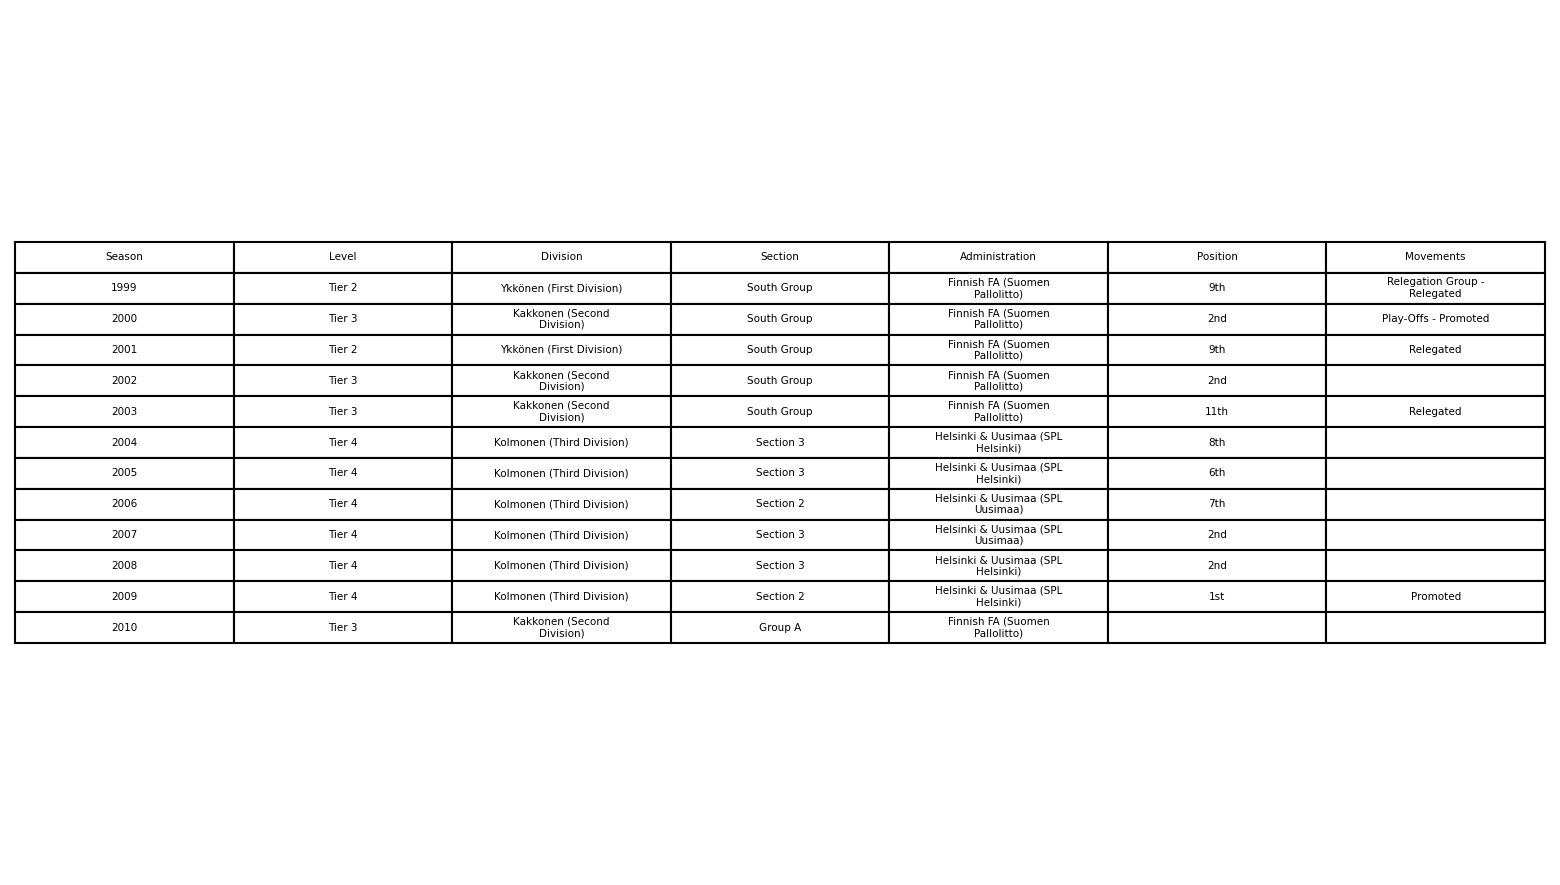 Season Level Division Section Administration Position Movements
1999 Tier 2 Ykkönen (First Division) South Group Finnish FA (Suomen Pallolitto) 9th Relegation Group - Relegated
2000 Tier 3 Kakkonen (Second Division) South Group Finnish FA (Suomen Pallolitto) 2nd Play-Offs - Promoted
2001 Tier 2 Ykkönen (First Division) South Group Finnish FA (Suomen Pallolitto) 9th Relegated
2002 Tier 3 Kakkonen (Second Division) South Group Finnish FA (Suomen Pallolitto) 2nd
2003 Tier 3 Kakkonen (Second Division) South Group Finnish FA (Suomen Pallolitto) 11th Relegated
2004 Tier 4 Kolmonen (Third Division) Section 3 Helsinki & Uusimaa (SPL Helsinki) 8th
2005 Tier 4 Kolmonen (Third Division) Section 3 Helsinki & Uusimaa (SPL Helsinki) 6th
2006 Tier 4 Kolmonen (Third Division) Section 2 Helsinki & Uusimaa (SPL Uusimaa) 7th
2007 Tier 4 Kolmonen (Third Division) Section 3 Helsinki & Uusimaa (SPL Uusimaa) 2nd
2008 Tier 4 Kolmonen (Third Division) Section 3 Helsinki & Uusimaa (SPL Helsinki) 2nd
2009 Tier 4 Kolmonen (Third Division) Section 2 Helsinki & Uusimaa (SPL Helsinki) 1st Promoted
2010 Tier 3 Kakkonen (Second Division) Group A Finnish FA (Suomen Pallolitto)